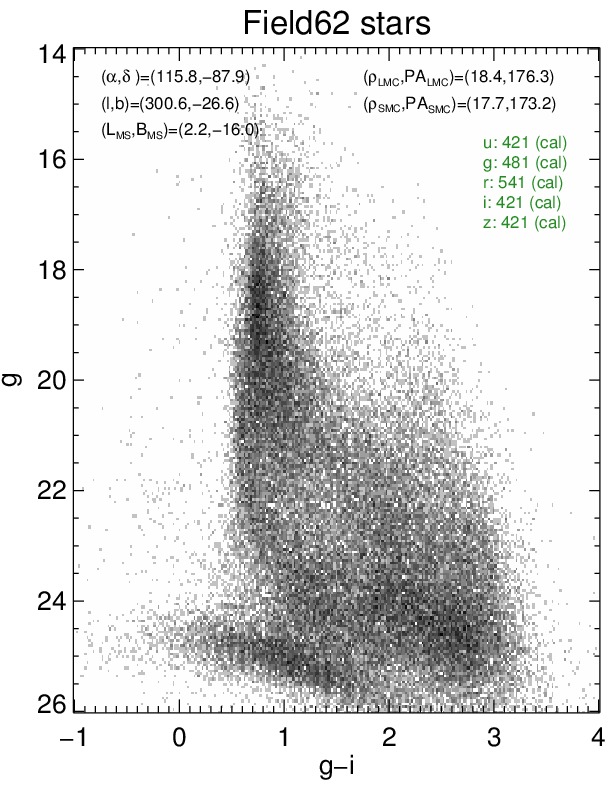 Field62 stars
(α,δ )=(115.8,−87.9)
(ρLMC,PALMC)=(18.4,176.3)
(l,b)=(300.6,−26.6)
(ρSMC,PASMC)=(17.7,173.2)
(LMS,BMS)=(2.2,−16.0)
u: 421 (cal)
g: 481 (cal)
r: 541 (cal)
i: 421 (cal)
z: 421 (cal)
14
16
18
20
22
24
26
g
−1 0 1 2 3 4
g−i